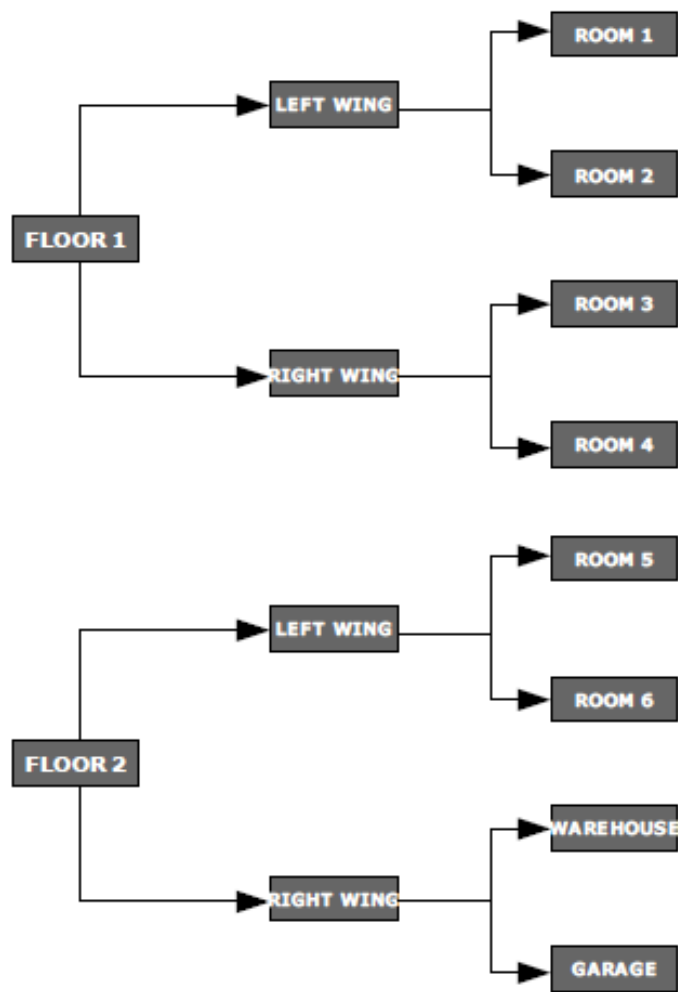 ROOM 1
LEFT WING
ROOM 2
FLOOR 1
ROOM 3
RIGHT WING
ROOM 4
ROOM 5
LEFT WING
ROOM 6
FLOOR 2
WAREHOUSE
RIGHT WING
GARAGE